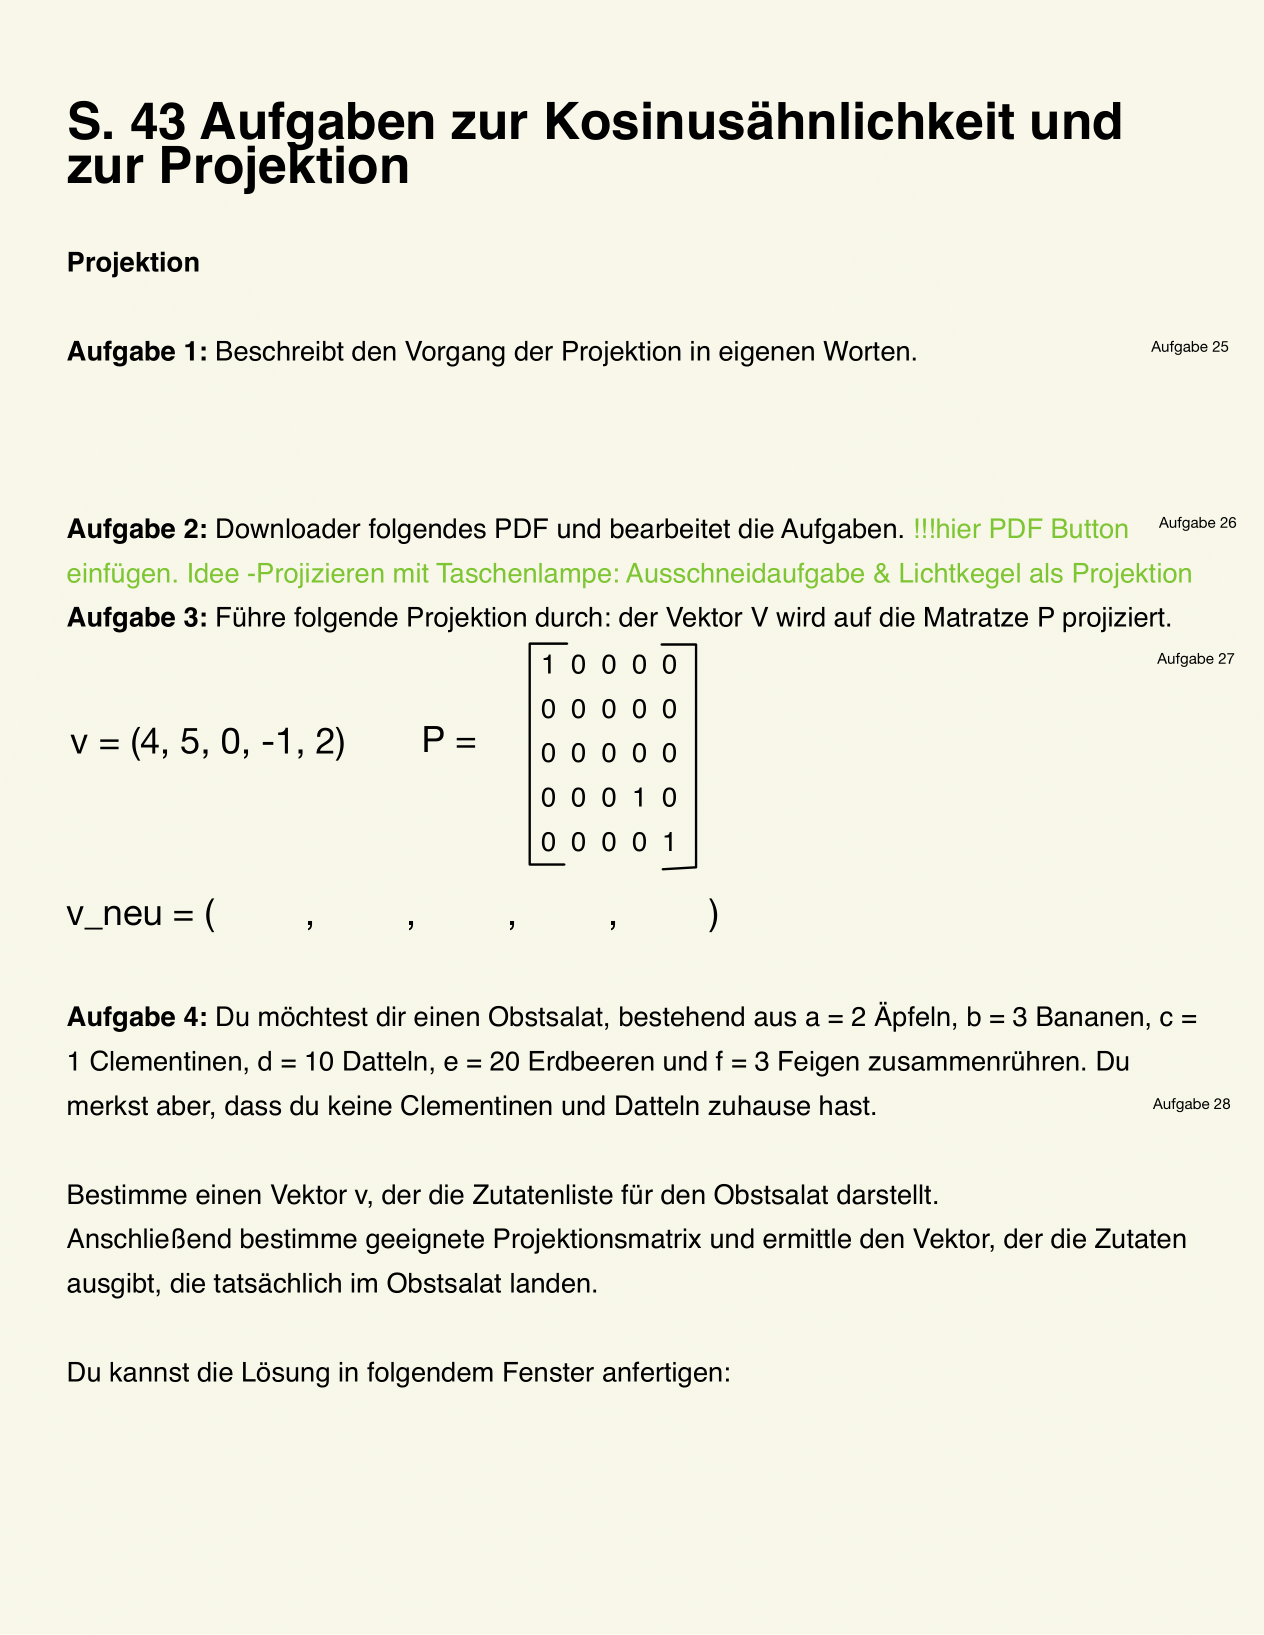 S. 43 Aufgaben zur Kosinusähnlichkeit und
zur Projektion
Projektion
Aufgabe 1: Beschreibt den Vorgang der Projektion in eigenen Worten.
Aufgabe 25
Aufgabe 2: Downloader folgendes PDF und bearbeitet die Aufgaben. !!!hier PDF Button
Aufgabe 26
einfügen. Idee -Projizieren mit Taschenlampe: Ausschneidaufgabe & Lichtkegel als Projektion
Aufgabe 3: Führe folgende Projektion durch: der Vektor V wird auf die Matratze P projiziert.
Aufgabe 27
v = (4, 5, 0, -1, 2) P =
1 0 0 0 0
0 0 0 0 0
0 0 0 0 0
0 0 0 1 0
0 0 0 0 1
v_neu = ( , , , , )
Aufgabe 4: Du möchtest dir einen Obstsalat, bestehend aus a = 2 Äpfeln, b = 3 Bananen, c =
1 Clementinen, d = 10 Datteln, e = 20 Erdbeeren und f = 3 Feigen zusammenrühren. Du
merkst aber, dass du keine Clementinen und Datteln zuhause hast.
Aufgabe 28
Bestimme einen Vektor v, der die Zutatenliste für den Obstsalat darstellt.
Anschließend bestimme geeignete Projektionsmatrix und ermittle den Vektor, der die Zutaten
ausgibt, die tatsächlich im Obstsalat landen.
Du kannst die Lösung in folgendem Fenster anfertigen: